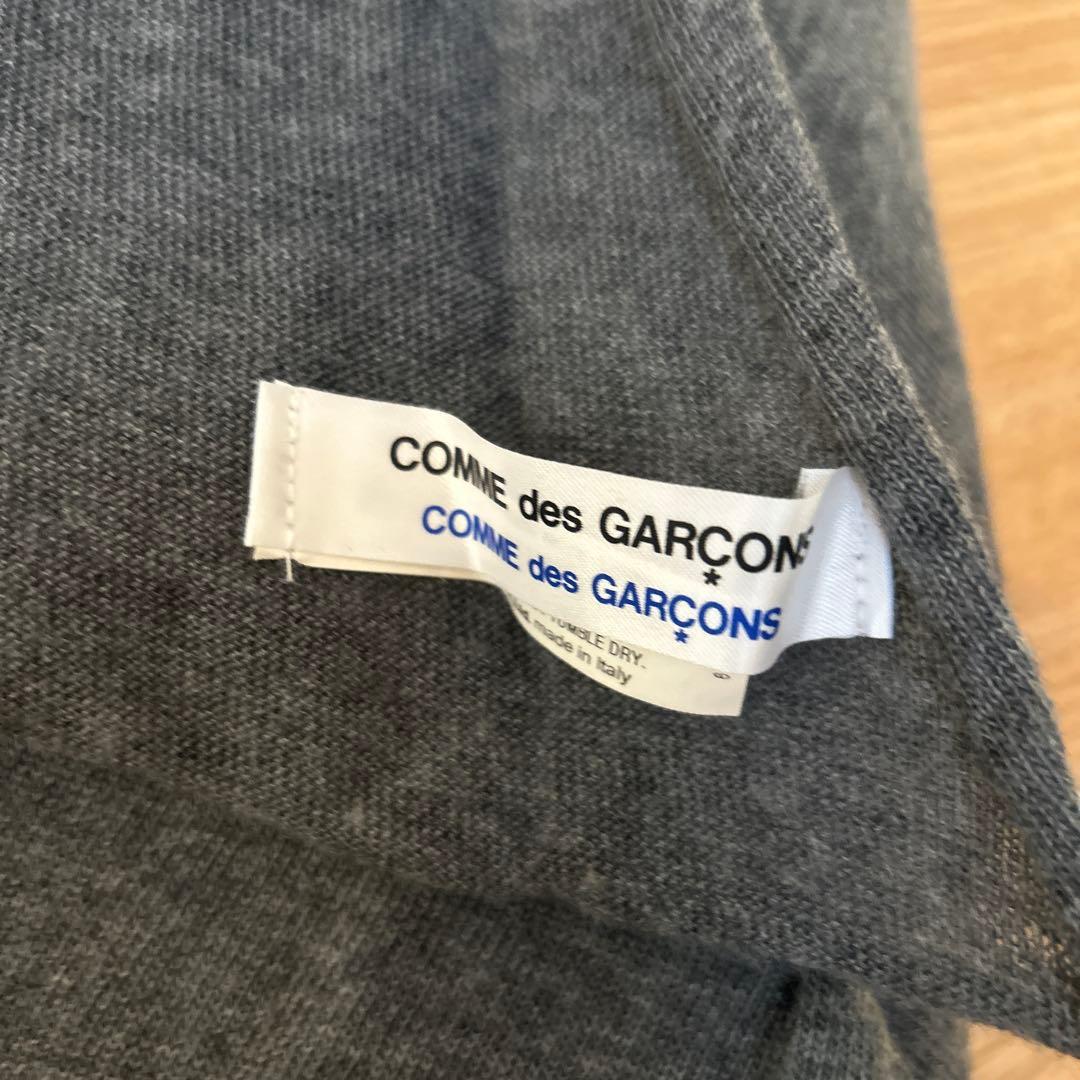 COMME des GARÇONS
COMME des GARÇONS
TUMBLE DRY.
made in Italy